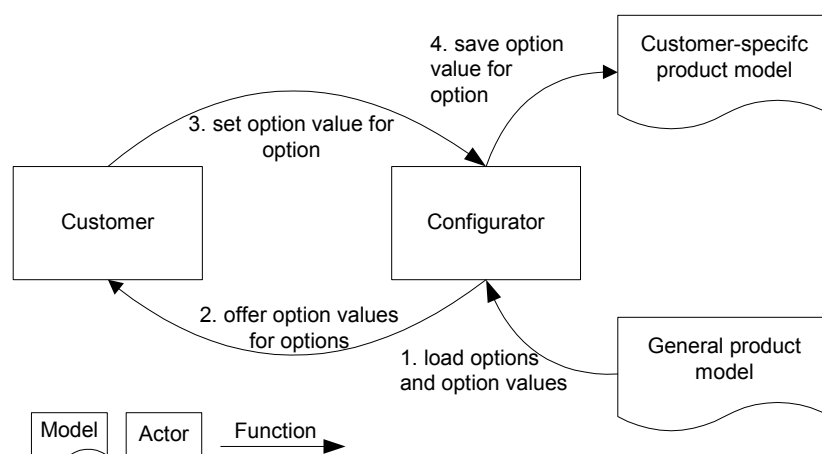 4. save option
value for
option
Customer-specifc
product model
3. set option value for
option
Customer
Configurator
2. offer option values
for options
1. load options
and option values
General product
model
Model
Actor
Function